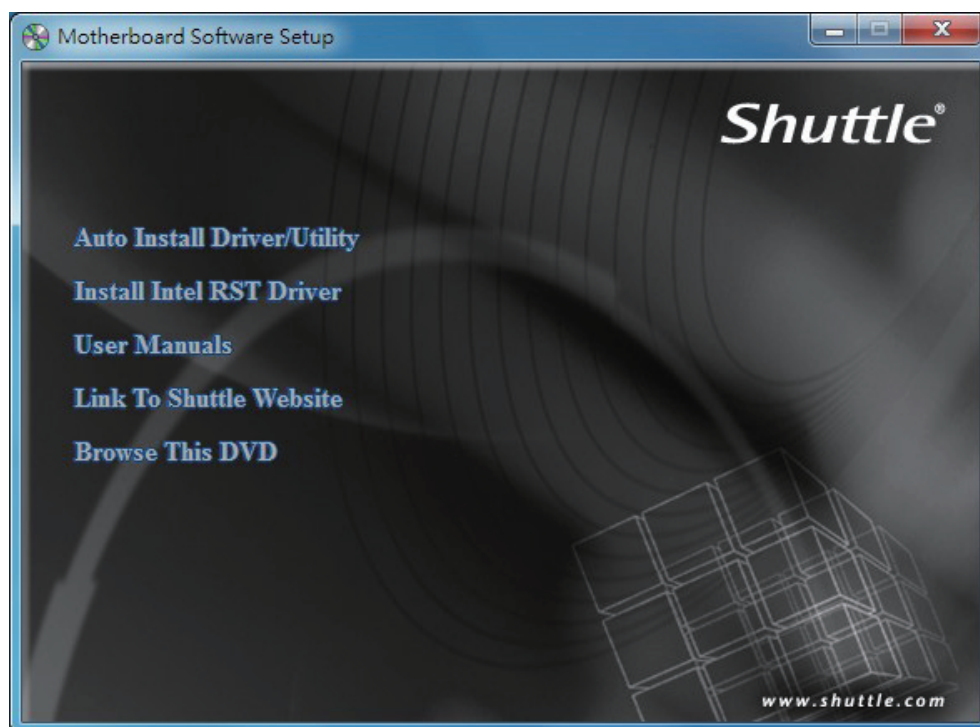 Motherboard Software Setup
Shuttle®
Auto Install Driver/Utility
Install Intel RST Driver
User Manuals
Link To Shuttle Website
Browse This DVD
www.shuttle.com